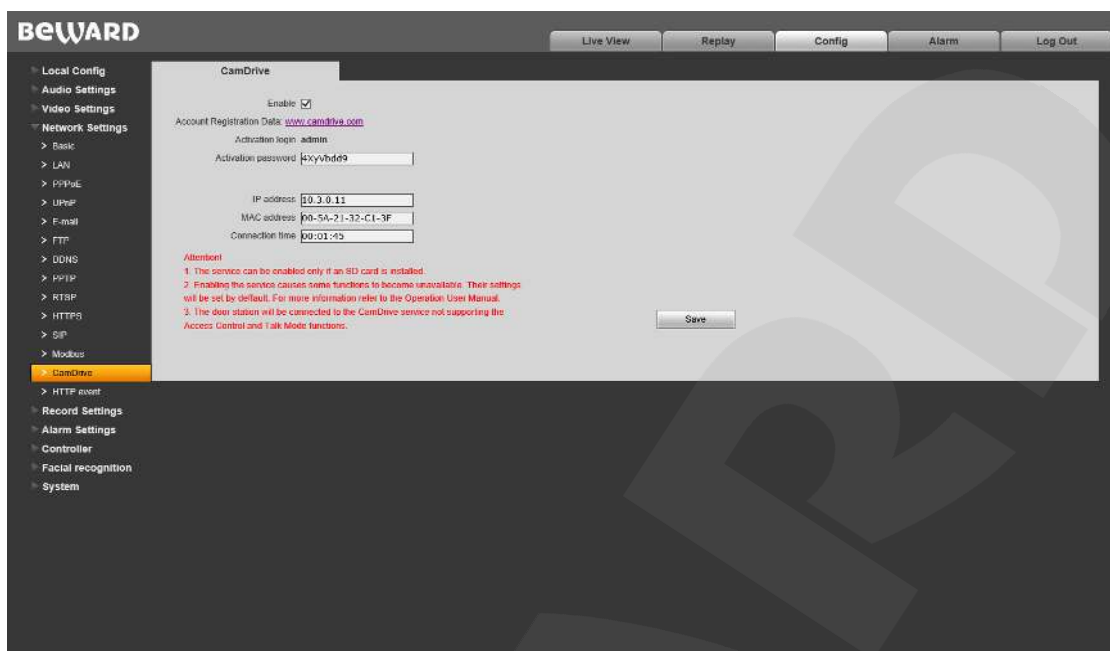 BEWARD
Live View
Replay
Config
Alarm
Log Out
Local Config
Audio Settings
Video Settings
Network Settings
> Basic
> LAN
> PPPoE
> UPnP
> E-mail
> FTP
> DDNS
> PPTP
> RTSP
> HTTPS
> SIP
> Modbus
> CamDrive
> HTTP event
Record Settings
Alarm Settings
Controller
Facial recognition
System
CamDrive
Enable
Account Registration Data: www.camdrive.com
Activation login admin
Activation password 4XyVbdd9
IP address 10.3.0.11
MAC address 00-5A-21-32-C1-3F
Connection time 00:01:45
Attention!
1. The service can be enabled only if an SD card is installed.
2. Enabling the service causes some functions to become unavailable. Their settings
will be set by deffault. For more information refer to the Operation User Manual.
3. The door station will be connected to the CamDrive service not supporting the
Access Control and Talk Mode functions.
Save